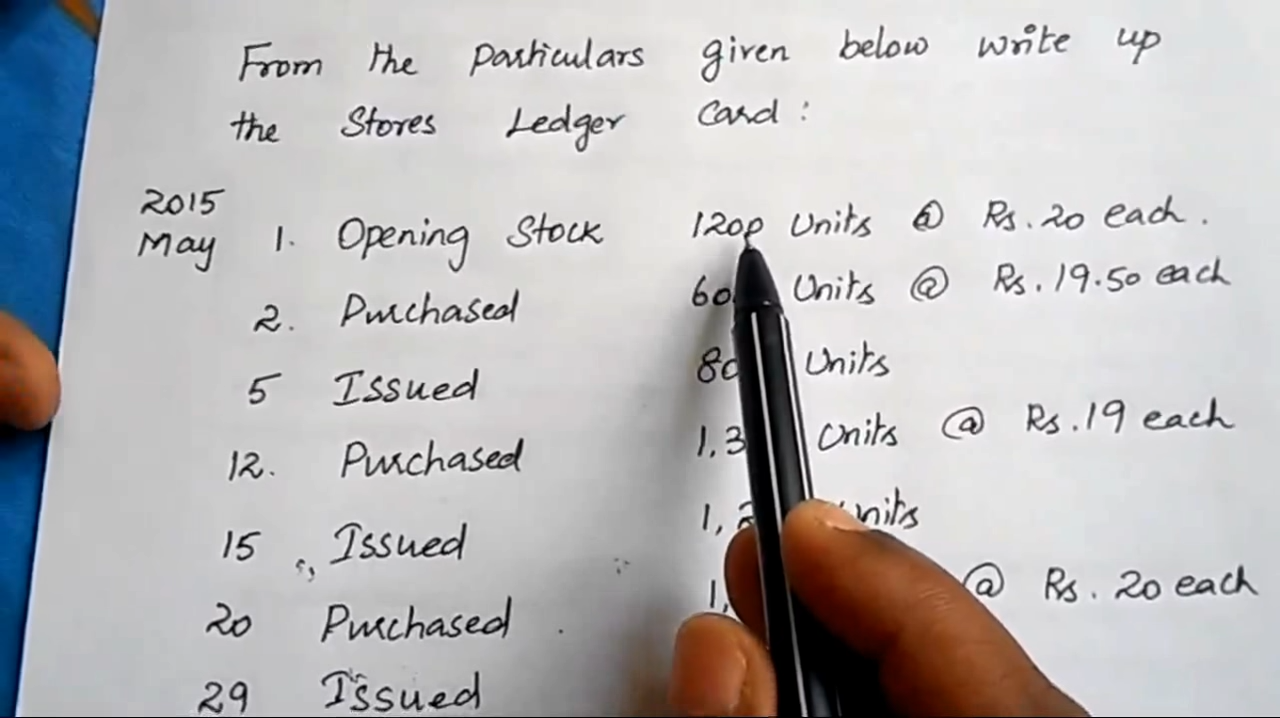 From the Particulars given below write up
the Stores Ledger Card :
2015
May 1. Opening Stock 1200 Units @ Rs. 20 each.
2. Purchased Units @ Rs. 19.50 each
5 Issued Units
12. Purchased Units @ Rs. 19 each
15 Issued Units
20 Purchased @ Rs. 20 each
29 Issued